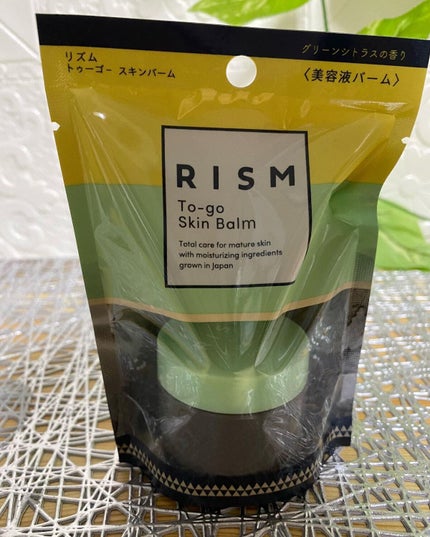 グリーンシトラスの香り
リズム
トゥーゴー スキンバーム
〈美容液バーム〉
RISM
To-go
Skin Balm
Total care for mature skin
with moisturizing ingredients
grown in Japan